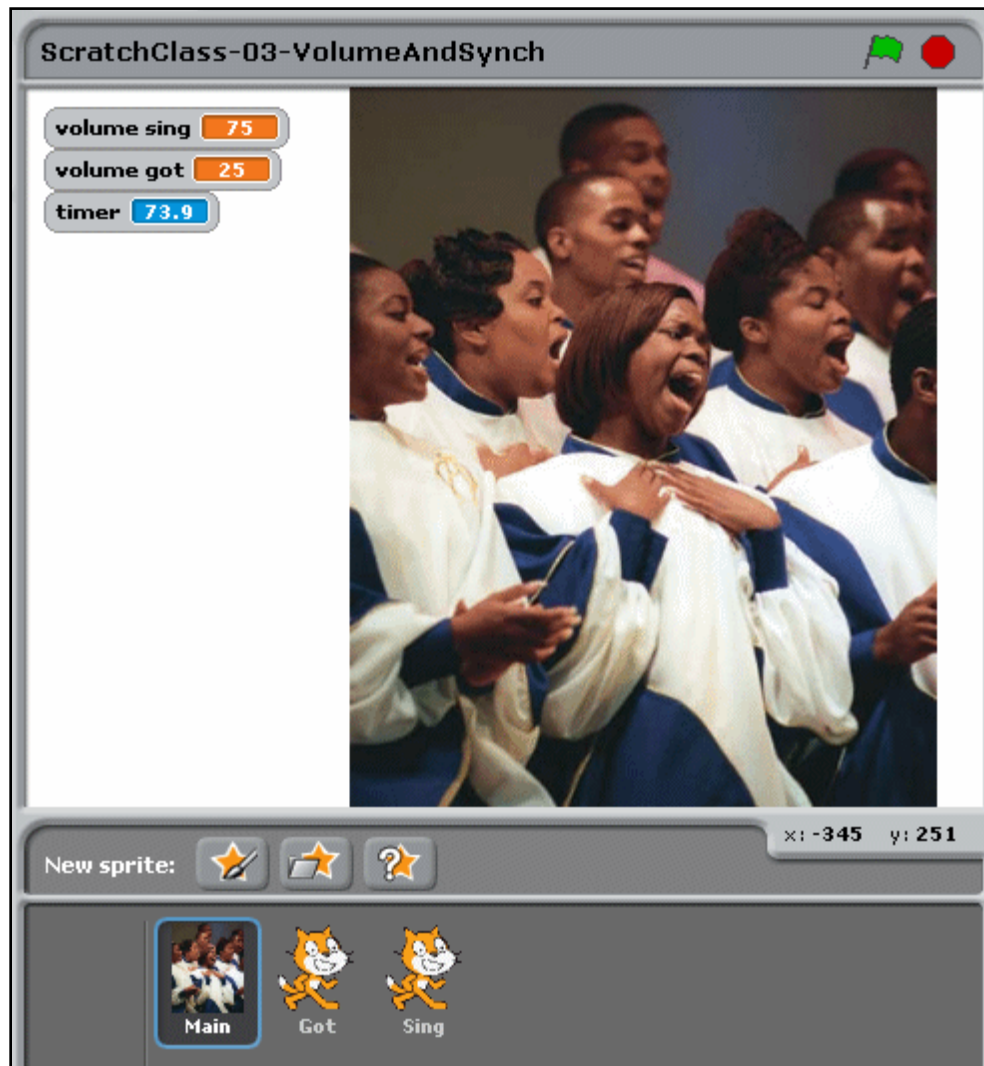 ScratchClass-03-VolumeAndSynch
volume sing 75
volume got 25
timer 73.9
x: -345 y: 251
New sprite:
Main Got Sing